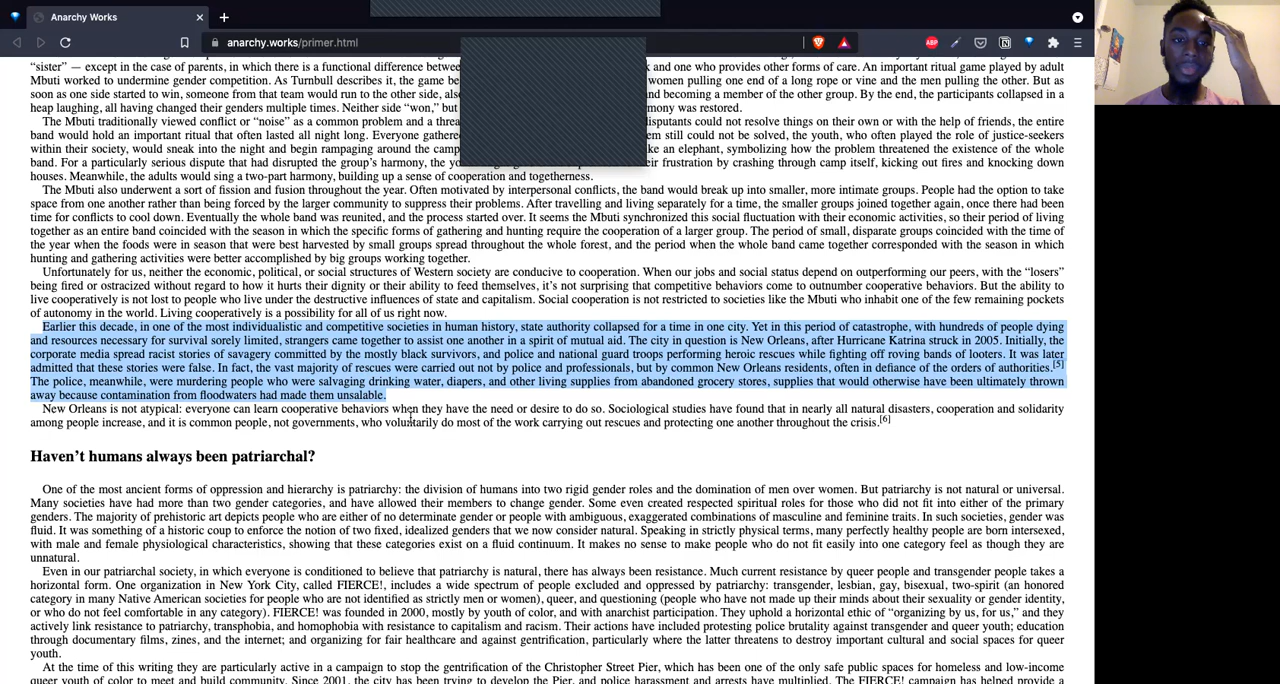 Anarchy Works
anarchy.works/primer.html
ABP
"sister" — except in the case of parents, in which there is a functional difference betwee k and one who provides other forms of care. An important ritual game played by adult
Mbuti worked to undermine gender competition. As Turnbull describes it, the game be women pulling one end of a long rope or vine and the men pulling the other. But as
soon as one side started to win, someone from that team would run to the other side, also and becoming a member of the other group. By the end, the participants collapsed in a
heap laughing, all having changed their genders multiple times. Neither side "won," but mony was restored.
The Mbuti traditionally viewed conflict or "noise" as a common problem and a threa disputants could not resolve things on their own or with the help of friends, the entire
band would hold an important ritual that often lasted all night long. Everyone gathered em still could not be solved, the youth, who often played the role of justice-seekers
within their society, would sneak into the night and begin rampaging around the camp ke an elephant, symbolizing how the problem threatened the existence of the whole
band. For a particularly serious dispute that had disrupted the group's harmony, the yo eir frustration by crashing through camp itself, kicking out fires and knocking down
houses. Meanwhile, the adults would sing a two-part harmony, building up a sense of cooperation and togetherness.
The Mbuti also underwent a sort of fission and fusion throughout the year. Often motivated by interpersonal conflicts, the band would break up into smaller, more intimate groups. People had the option to take
space from one another rather than being forced by the larger community to suppress their problems. After travelling and living separately for a time, the smaller groups joined together again, once there had been
time for conflicts to cool down. Eventually the whole band was reunited, and the process started over. It seems the Mbuti synchronized this social fluctuation with their economic activities, so their period of living
together as an entire band coincided with the season in which the specific forms of gathering and hunting require the cooperation of a larger group. The period of small, disparate groups coincided with the time of
the year when the foods were in season that were best harvested by small groups spread throughout the whole forest, and the period when the whole band came together corresponded with the season in which
hunting and gathering activities were better accomplished by big groups working together.
Unfortunately for us, neither the economic, political, or social structures of Western society are conducive to cooperation. When our jobs and social status depend on outperforming our peers, with the "losers"
being fired or ostracized without regard to how it hurts their dignity or their ability to feed themselves, it's not surprising that competitive behaviors come to outnumber cooperative behaviors. But the ability to
live cooperatively is not lost to people who live under the destructive influences of state and capitalism. Social cooperation is not restricted to societies like the Mbuti who inhabit one of the few remaining pockets
of autonomy in the world. Living cooperatively is a possibility for all of us right now.
Earlier this decade, in one of the most individualistic and competitive societies in human history, state authority collapsed for a time in one city. Yet in this period of catastrophe, with hundreds of people dying
and resources necessary for survival sorely limited, strangers came together to assist one another in a spirit of mutual aid. The city in question is New Orleans, after Hurricane Katrina struck in 2005. Initially, the
corporate media spread racist stories of savagery committed by the mostly black survivors, and police and national guard troops performing heroic rescues while fighting off roving bands of looters. It was later
admitted that these stories were false. In fact, the vast majority of rescues were carried out not by police and professionals, but by common New Orleans residents, often in defiance of the orders of authorities.[5]
The police, meanwhile, were murdering people who were salvaging drinking water, diapers, and other living supplies from abandoned grocery stores, supplies that would otherwise have been ultimately thrown
away because contamination from floodwaters had made them unsalable.
New Orleans is not atypical: everyone can learn cooperative behaviors when they have the need or desire to do so. Sociological studies have found that in nearly all natural disasters, cooperation and solidarity
among people increase, and it is common people, not governments, who voluntarily do most of the work carrying out rescues and protecting one another throughout the crisis.[6]
Haven't humans always been patriarchal?
One of the most ancient forms of oppression and hierarchy is patriarchy: the division of humans into two rigid gender roles and the domination of men over women. But patriarchy is not natural or universal.
Many societies have had more than two gender categories, and have allowed their members to change gender. Some even created respected spiritual roles for those who did not fit into either of the primary
genders. The majority of prehistoric art depicts people who are either of no determinate gender or people with ambiguous, exaggerated combinations of masculine and feminine traits. In such societies, gender was
fluid. It was something of a historic coup to enforce the notion of two fixed, idealized genders that we now consider natural. Speaking in strictly physical terms, many perfectly healthy people are born intersexed,
with male and female physiological characteristics, showing that these categories exist on a fluid continuum. It makes no sense to make people who do not fit easily into one category feel as though they are
unnatural.
Even in our patriarchal society, in which everyone is conditioned to believe that patriarchy is natural, there has always been resistance. Much current resistance by queer people and transgender people takes a
horizontal form. One organization in New York City, called FIERCE!, includes a wide spectrum of people excluded and oppressed by patriarchy: transgender, lesbian, gay, bisexual, two-spirit (an honored
category in many Native American societies for people who are not identified as strictly men or women), queer, and questioning (people who have not made up their minds about their sexuality or gender identity,
or who do not feel comfortable in any category). FIERCE! was founded in 2000, mostly by youth of color, and with anarchist participation. They uphold a horizontal ethic of "organizing by us, for us," and they
actively link resistance to patriarchy, transphobia, and homophobia with resistance to capitalism and racism. Their actions have included protesting police brutality against transgender and queer youth; education
through documentary films, zines, and the internet; and organizing for fair healthcare and against gentrification, particularly where the latter threatens to destroy important cultural and social spaces for queer
youth.
At the time of this writing they are particularly active in a campaign to stop the gentrification of the Christopher Street Pier, which has been one of the only safe public spaces for homeless and low-income
queer youth of color to meet and build community. Since 2001, the city has been trying to develop the Pier, and police harassment and arrests have multiplied. The FIERCE! campaign has helped provide a